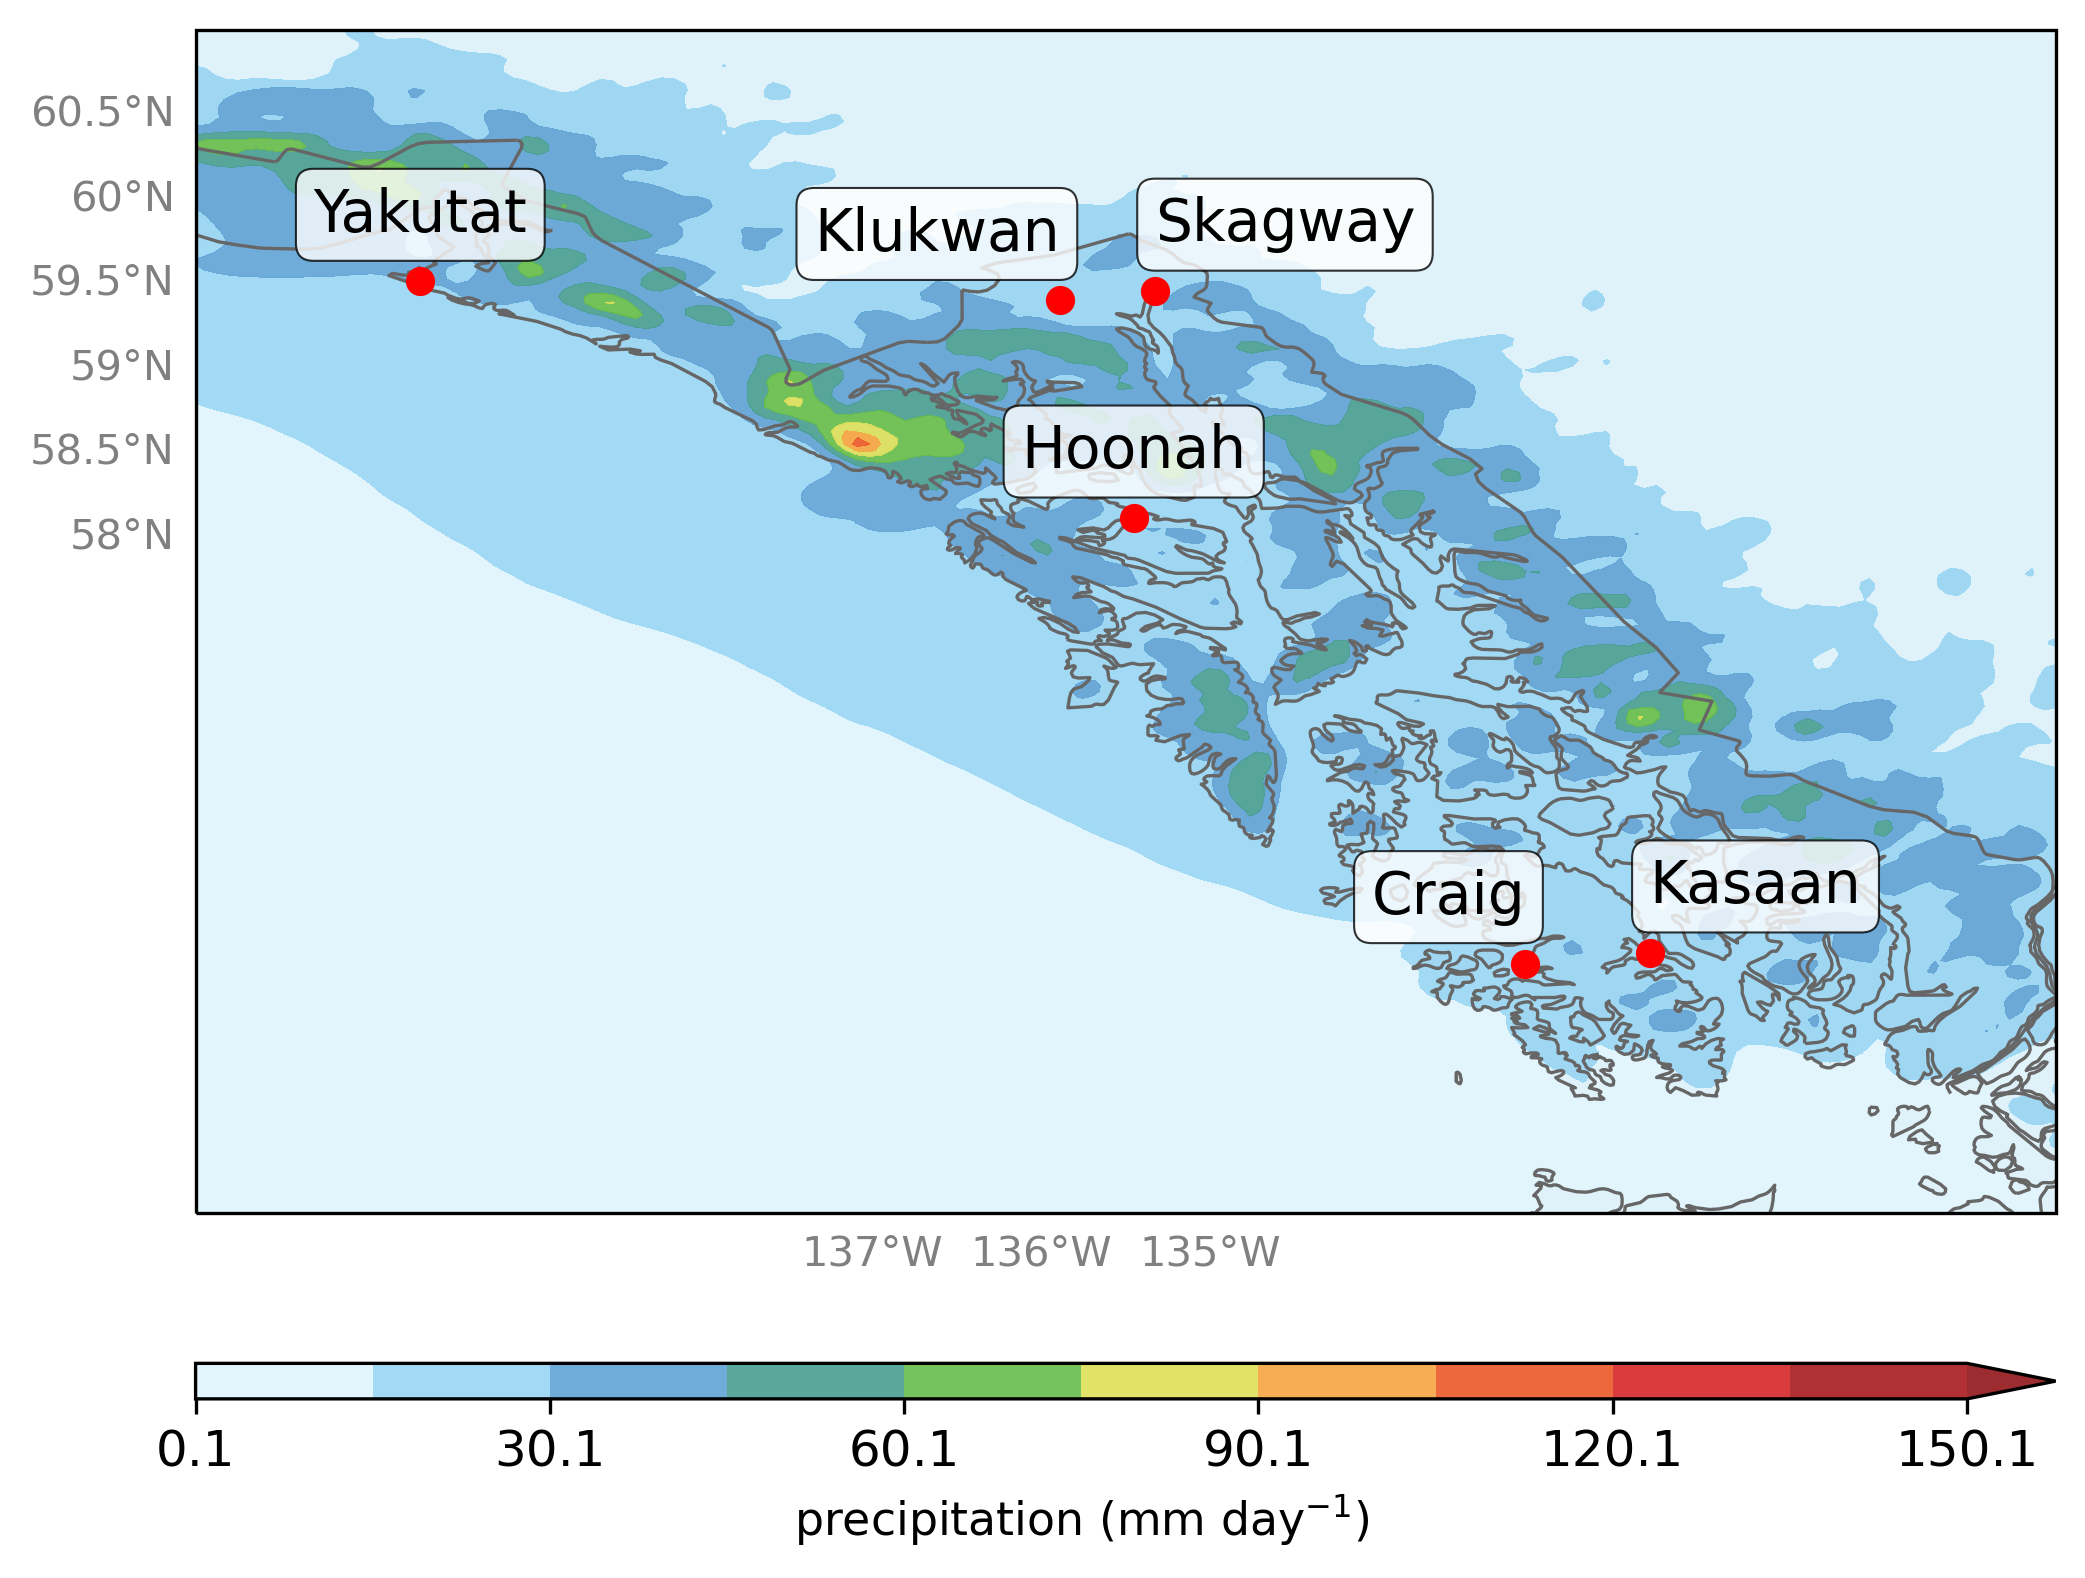 60.5°N
60°N
59.5°N
59°N
58.5°N
58°N
Yakutat
Klukwan
Skagway
Hoonah
Craig
Kasaan
137°W 136°W 135°W
0.1 30.1 60.1 90.1 120.1 150.1
precipitation (mm day⁻¹)